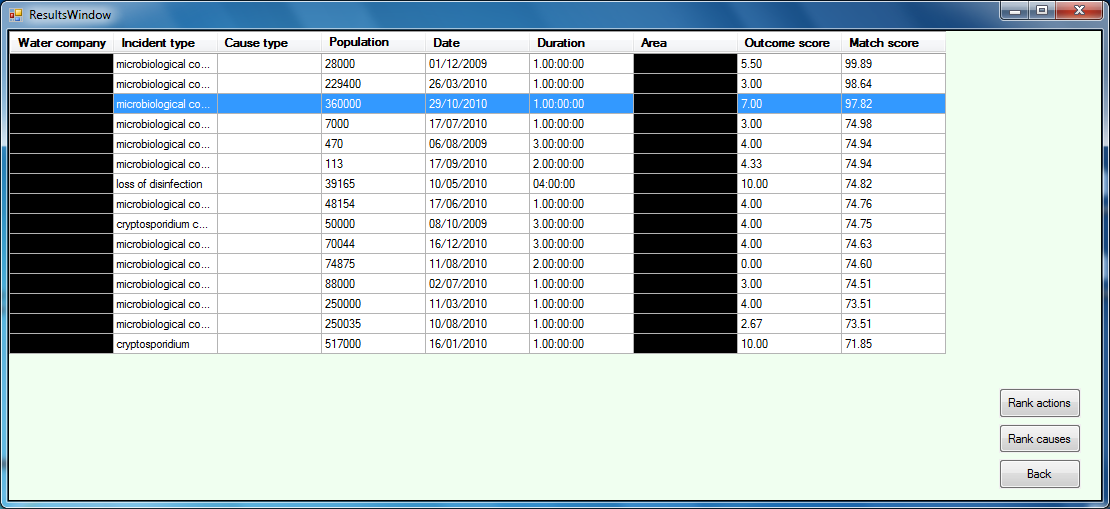 ResultsWindow
Water company Incident type Cause type Population Date Duration Area Outcome score Match score
microbiological co... 28000 01/12/2009 1.00:00:00 5.50 99.89
microbiological co... 229400 26/03/2010 1.00:00:00 3.00 98.64
microbiological co... 360000 29/10/2010 1.00:00:00 7.00 97.82
microbiological co... 7000 17/07/2010 1.00:00:00 3.00 74.98
microbiological co... 470 06/08/2009 3.00:00:00 4.00 74.94
microbiological co... 113 17/09/2010 2.00:00:00 4.33 74.94
loss of disinfection 39165 10/05/2010 04:00:00 10.00 74.82
microbiological co... 48154 17/06/2010 1.00:00:00 4.00 74.76
cryptosporidium c... 50000 08/10/2009 3.00:00:00 4.00 74.75
microbiological co... 70044 16/12/2010 3.00:00:00 4.00 74.63
microbiological co... 74875 11/08/2010 2.00:00:00 0.00 74.60
microbiological co... 88000 02/07/2010 1.00:00:00 3.00 74.51
microbiological co... 250000 11/03/2010 1.00:00:00 4.00 73.51
microbiological co... 250035 10/08/2010 1.00:00:00 2.67 73.51
cryptosporidium 517000 16/01/2010 1.00:00:00 10.00 71.85
Rank actions
Rank causes
Back